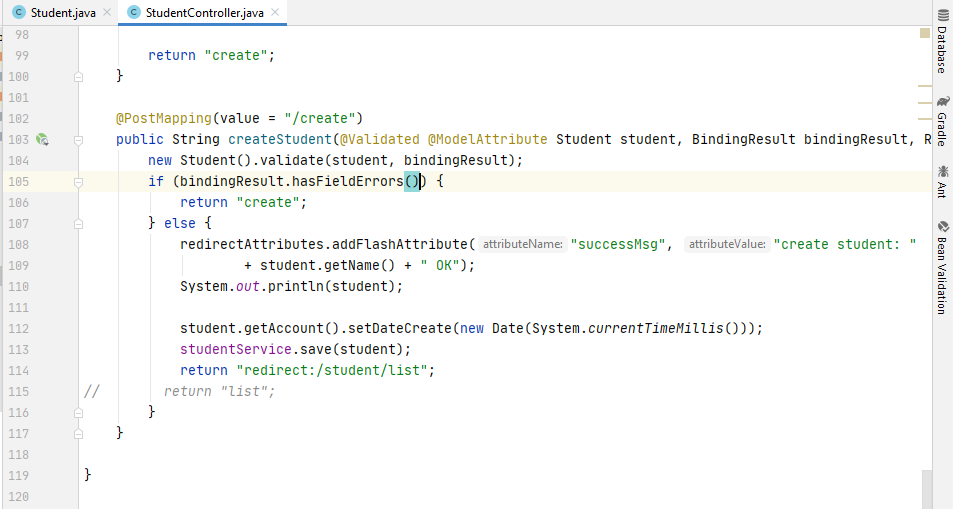 Student.java
StudentController.java
98
99 return "create";
100 }
101
102 @PostMapping(value = "/create")
103 public String createStudent(@Validated @ModelAttribute Student student, BindingResult bindingResult, R
104 new Student().validate(student, bindingResult);
105 if (bindingResult.hasFieldErrors()) {
106 return "create";
107 } else {
108 redirectAttributes.addFlashAttribute( attributeName: "successMsg", attributeValue: "create student: "
109 + student.getName() + " OK");
110 System.out.println(student);
111
112 student.getAccount().setDateCreate(new Date(System.currentTimeMillis()));
113 studentService.save(student);
114 return "redirect:/student/list";
115 // return "list";
116 }
117 }
118
119 }
120
Database
Gradle
Ant
Bean Validation